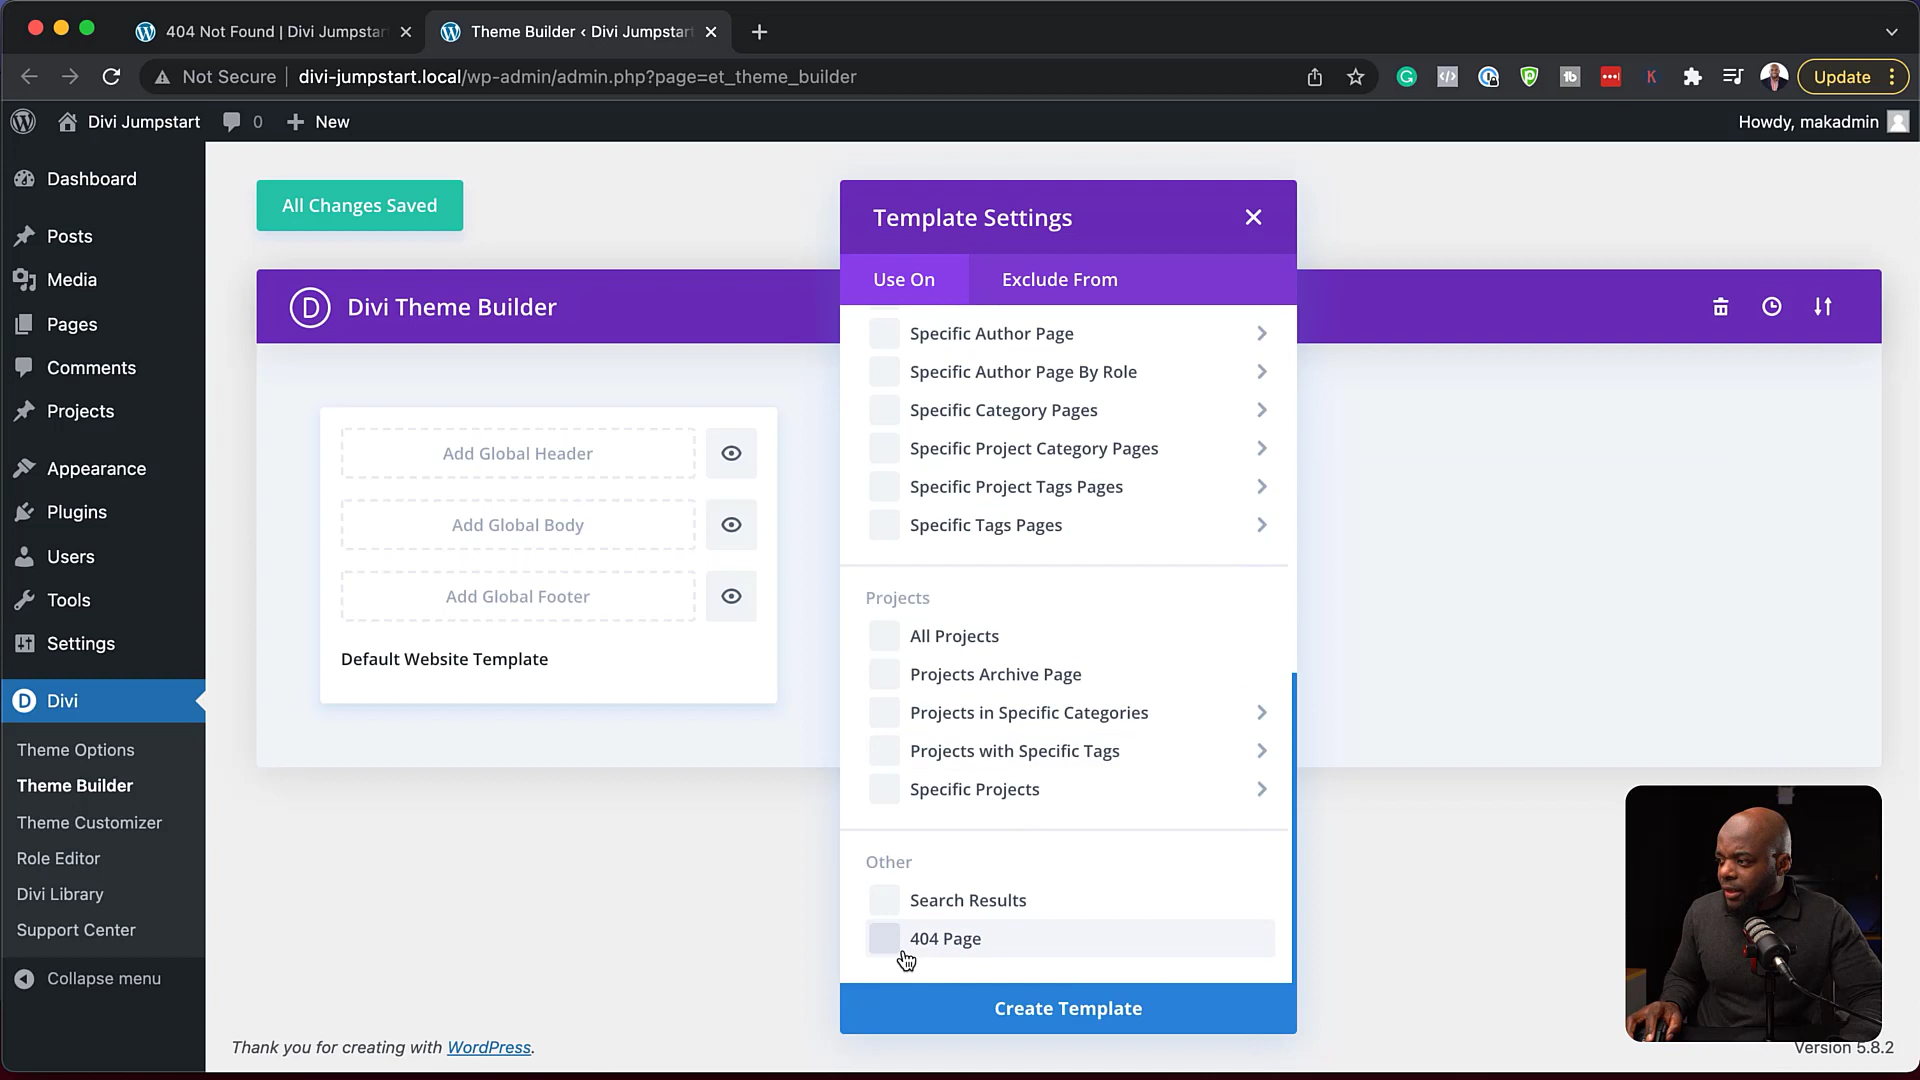 404 Not Found | Divi Jumpstar
Theme Builder ‹ Divi Jumpstar
Not Secure
divi-jumpstart.local/wp-admin/admin.php?page=et_theme_builder
Update
Divi Jumpstart
0
New
Howdy, makadmin
Dashboard
Posts
Media
Pages
Comments
Projects
Appearance
Plugins
Users
Tools
Settings
Divi
Theme Options
Theme Builder
Theme Customizer
Role Editor
Divi Library
Support Center
Collapse menu
All Changes Saved
Divi Theme Builder
Add Global Header
Add Global Body
Add Global Footer
Default Website Template
Template Settings
Use On
Exclude From
Specific Author Page
Specific Author Page By Role
Specific Category Pages
Specific Project Category Pages
Specific Project Tags Pages
Specific Tags Pages
Projects
All Projects
Projects Archive Page
Projects in Specific Categories
Projects with Specific Tags
Specific Projects
Other
Search Results
404 Page
Create Template
Thank you for creating with WordPress.
Version 5.8.2